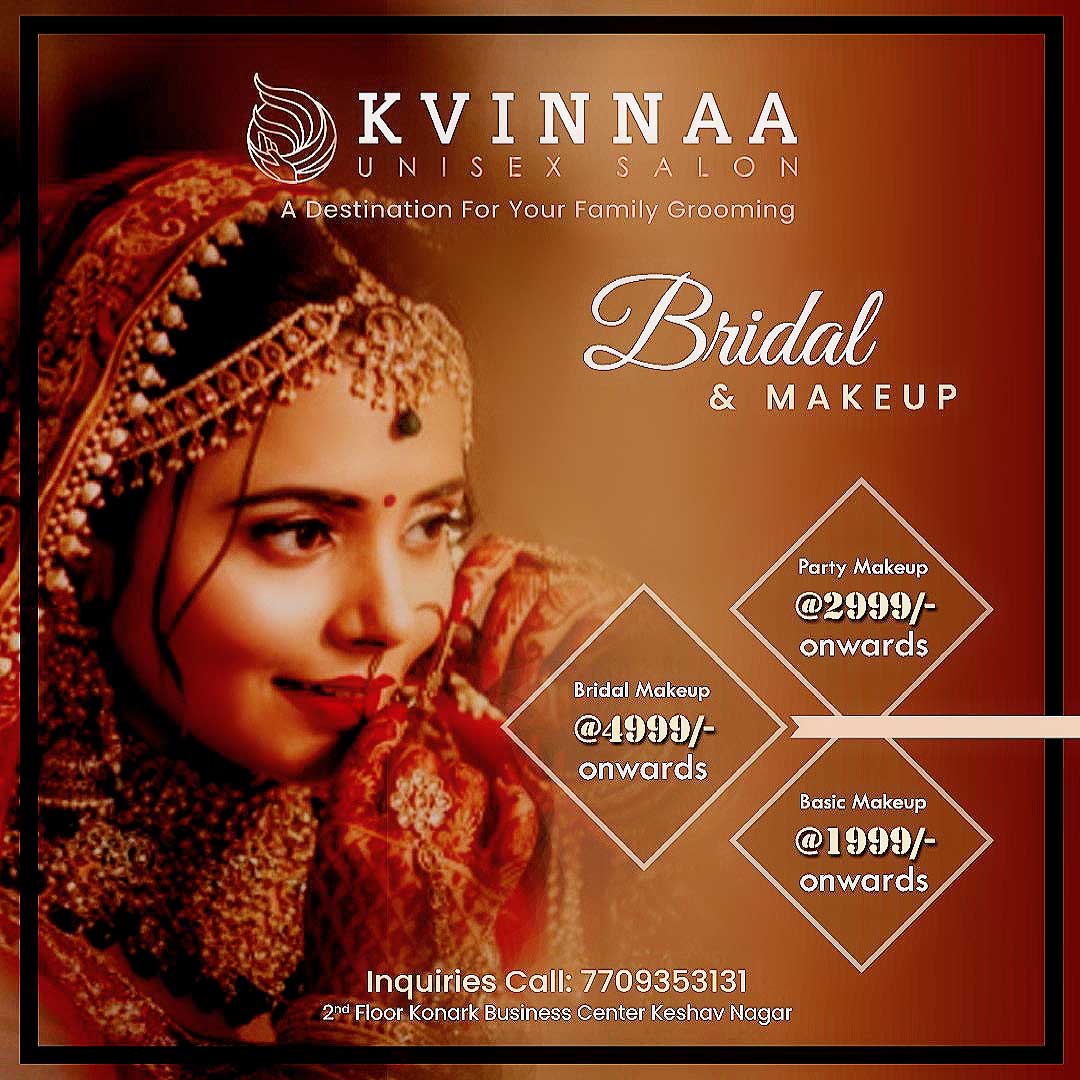 KVINNAA
UNISEX SALON
A Destination For Your Family Grooming
Bridal
& MAKEUP
Party Makeup
@2999/-
onwards
Bridal Makeup
@4999/-
onwards
Basic Makeup
@1999/-
onwards
Inquiries Call: 7709353131
2nd Floor Konark Business Center Keshav Nagar